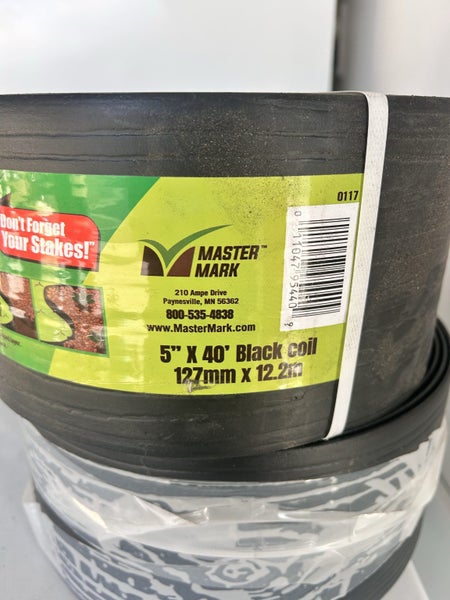 0117
Don't Forget
Your Stakes!"
MASTER™
MARK
210 Ampe Drive
Paynesville, MN 56362
800-535-4838
www.MasterMark.com
5" X 40' Black coil
127mm x 12.2m